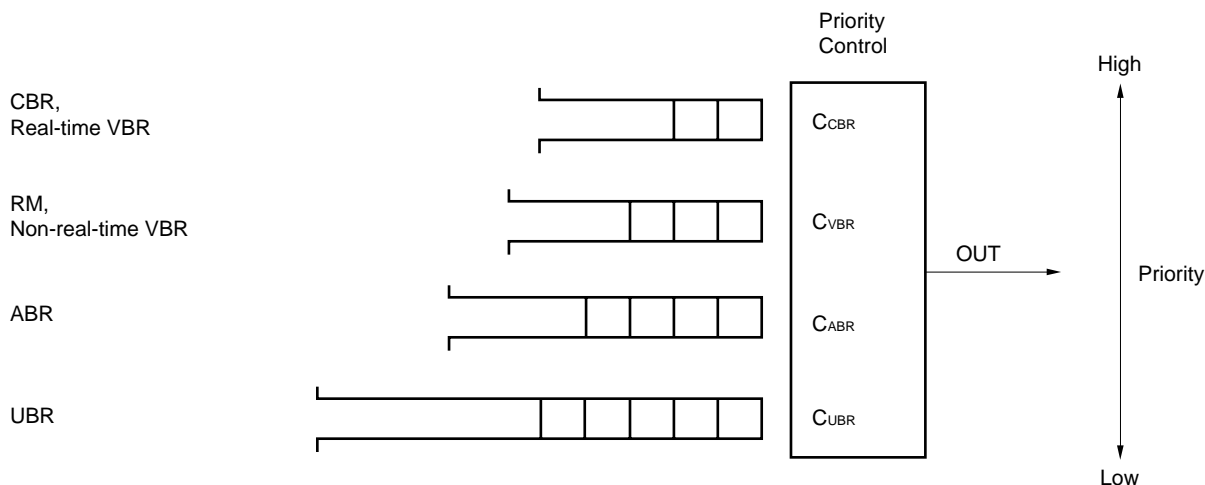 Priority
Control
High
CBR,
Real-time VBR
CCBR
RM,
Non-real-time VBR
CVBR
OUT
Priority
ABR
CABR
UBR
CUBR
Low